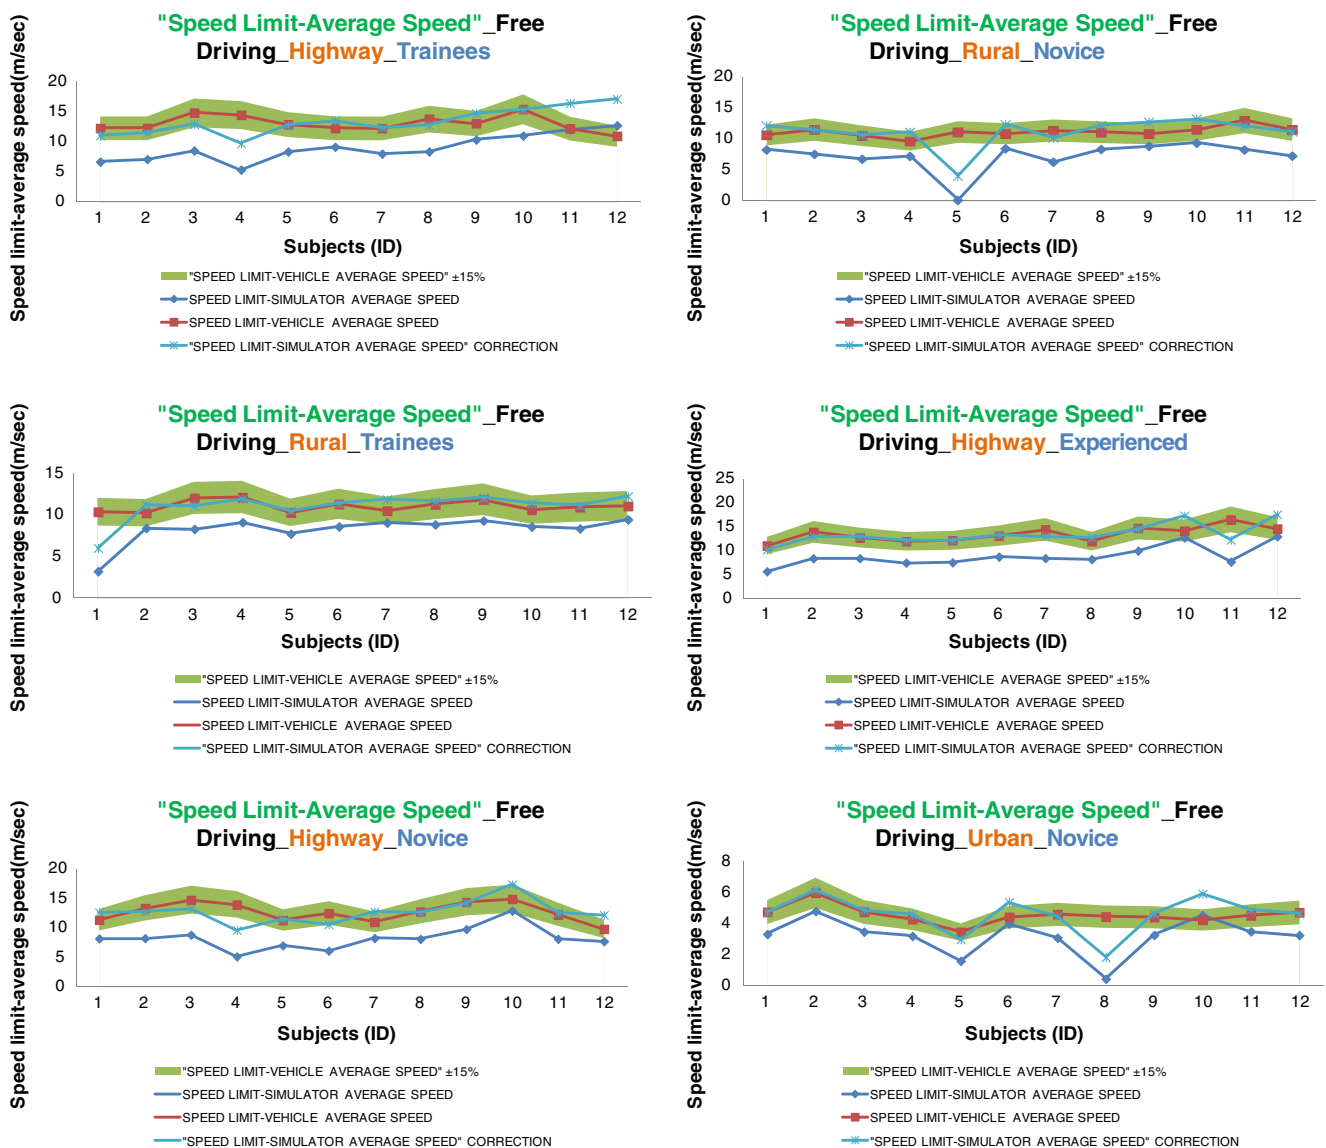 "Speed Limit-Average Speed"_Free
Driving_Highway_Trainees
Speed limit-average speed(m/sec)
20
15
10
5
0
1 2 3 4 5 6 7 8 9 10 11 12
Subjects (ID)
"SPEED LIMIT-VEHICLE AVERAGE SPEED" ±15%
SPEED LIMIT-SIMULATOR AVERAGE SPEED
SPEED LIMIT-VEHICLE AVERAGE SPEED
"SPEED LIMIT-SIMULATOR AVERAGE SPEED" CORRECTION
"Speed Limit-Average Speed"_Free
Driving_Rural_Novice
Speed limit-average speed(m/sec)
20
15
10
5
0
1 2 3 4 5 6 7 8 9 10 11 12
Subjects (ID)
"SPEED LIMIT-VEHICLE AVERAGE SPEED" ±15%
SPEED LIMIT-SIMULATOR AVERAGE SPEED
SPEED LIMIT-VEHICLE AVERAGE SPEED
"SPEED LIMIT-SIMULATOR AVERAGE SPEED" CORRECTION
"Speed Limit-Average Speed"_Free
Driving_Rural_Trainees
Speed limit-average speed(m/sec)
15
10
5
0
1 2 3 4 5 6 7 8 9 10 11 12
Subjects (ID)
"SPEED LIMIT-VEHICLE AVERAGE SPEED" ±15%
SPEED LIMIT-SIMULATOR AVERAGE SPEED
SPEED LIMIT-VEHICLE AVERAGE SPEED
"SPEED LIMIT-SIMULATOR AVERAGE SPEED" CORRECTION
"Speed Limit-Average Speed"_Free
Driving_Highway_Experienced
Speed limit-average speed(m/sec)
25
20
15
10
5
0
1 2 3 4 5 6 7 8 9 10 11 12
Subjects (ID)
"SPEED LIMIT-VEHICLE AVERAGE SPEED" ±15%
SPEED LIMIT-SIMULATOR AVERAGE SPEED
SPEED LIMIT-VEHICLE AVERAGE SPEED
"SPEED LIMIT-SIMULATOR AVERAGE SPEED" CORRECTION
"Speed Limit-Average Speed"_Free
Driving_Highway_Novice
Speed limit-average speed(m/sec)
20
15
10
5
0
1 2 3 4 5 6 7 8 9 10 11 12
Subjects (ID)
"SPEED LIMIT-VEHICLE AVERAGE SPEED" ±15%
SPEED LIMIT-SIMULATOR AVERAGE SPEED
SPEED LIMIT-VEHICLE AVERAGE SPEED
"SPEED LIMIT-SIMULATOR AVERAGE SPEED" CORRECTION
"Speed Limit-Average Speed"_Free
Driving_Urban_Novice
Speed limit-average speed(m/sec)
8
6
4
2
0
1 2 3 4 5 6 7 8 9 10 11 12
Subjects (ID)
"SPEED LIMIT-VEHICLE AVERAGE SPEED" ±15%
SPEED LIMIT-SIMULATOR AVERAGE SPEED
SPEED LIMIT-VEHICLE AVERAGE SPEED
"SPEED LIMIT-SIMULATOR AVERAGE SPEED" CORRECTION